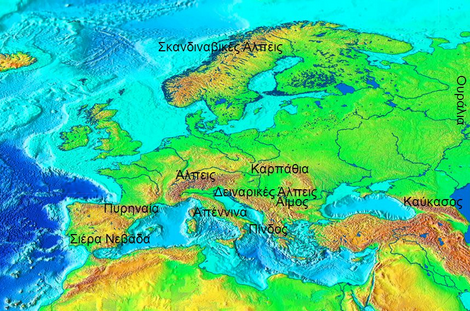 Σκανδιναβικές Άλπεις
Ουράλια
Καρπάθια
Άλπεις
Δειναρικές Άλπεις
Αίμος
Καύκασος
Πυρηναία
Απέννινα
Πίνδος
Σιέρα Νεβάδα